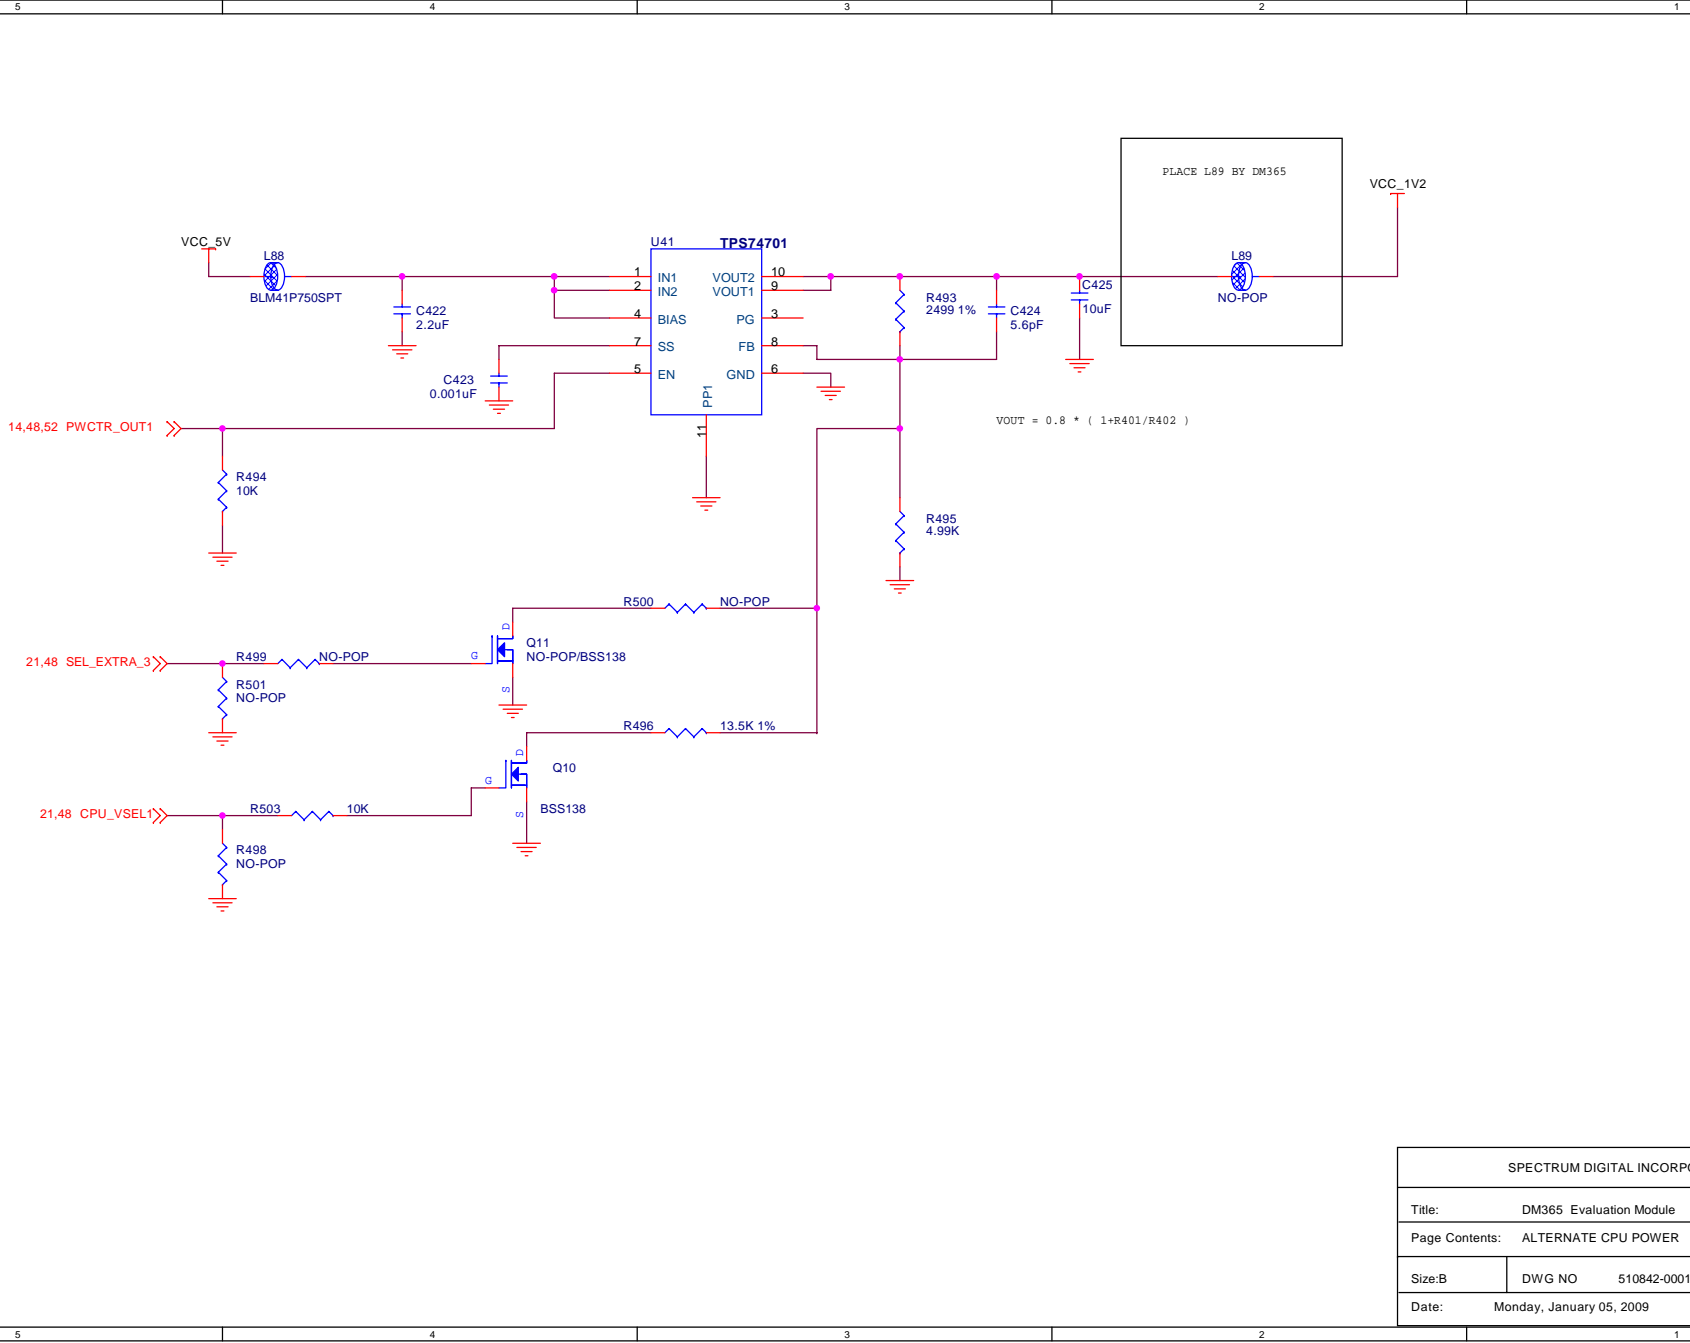 5 4 3 2 1
PLACE L89 BY DM365
VCC_1V2
VCC_5V
L88
BLM41P750SPT
U41 TPS74701
1 IN1
2 IN2
4 BIAS
7 SS
5 EN
VOUT2 10
VOUT1 9
PG 3
FB 8
GND 6
PP1
11
C422
2.2uF
C423
0.001uF
R493
2499 1%
C424
5.6pF
C425
10uF
L89
NO-POP
VOUT = 0.8 * ( 1+R401/R402 )
14,48,52 PWCTR_OUT1
R494
10K
R495
4.99K
R500 NO-POP
D
G
S
Q11
NO-POP/BSS138
21,48 SEL_EXTRA_3
R499 NO-POP
R501
NO-POP
R496 13.5K 1%
D
G
S
Q10
BSS138
21,48 CPU_VSEL1
R503 10K
R498
NO-POP
SPECTRUM DIGITAL INCORPO
Title: DM365 Evaluation Module
Page Contents: ALTERNATE CPU POWER
Size:B DWG NO 510842-0001
Date: Monday, January 05, 2009
5 4 3 2 1